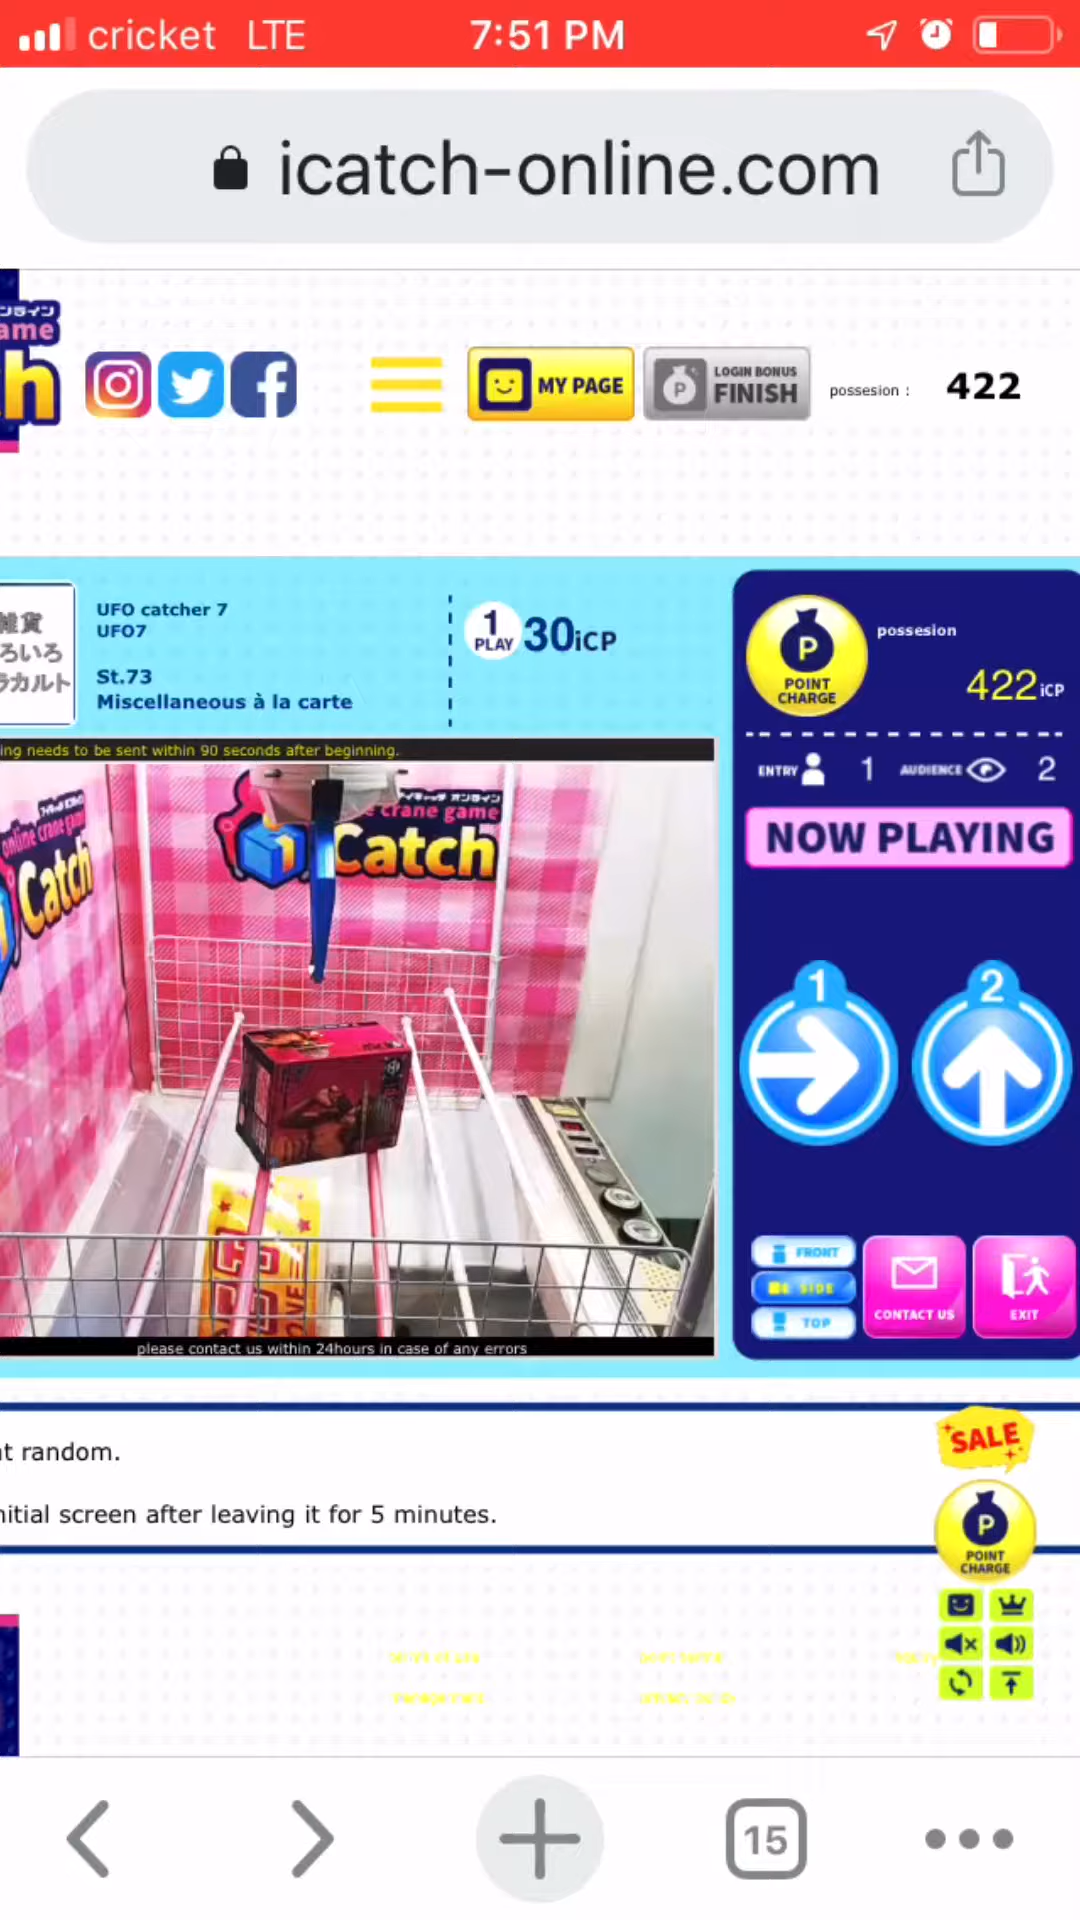 cricket LTE 7:51 PM
icatch-online.com
ame
MY PAGE
LOGIN BONUS
FINISH
possesion :
422
UFO catcher 7
UFO7
St.73
Miscellaneous à la carte
1
PLAY
30iCP
雑貨
ろいろ
ラカルト
P
POINT
CHARGE
possesion
422iCP
ing needs to be sent within 90 seconds after beginning.
ENTRY 1 AUDIENCE 2
NOW PLAYING
online crane game
Catch
crane game
Catch
1
2
FRONT
SIDE
TOP
CONTACT US
EXIT
please contact us within 24hours in case of any errors
at random.
SALE
nitial screen after leaving it for 5 minutes.
P
POINT
CHARGE
15